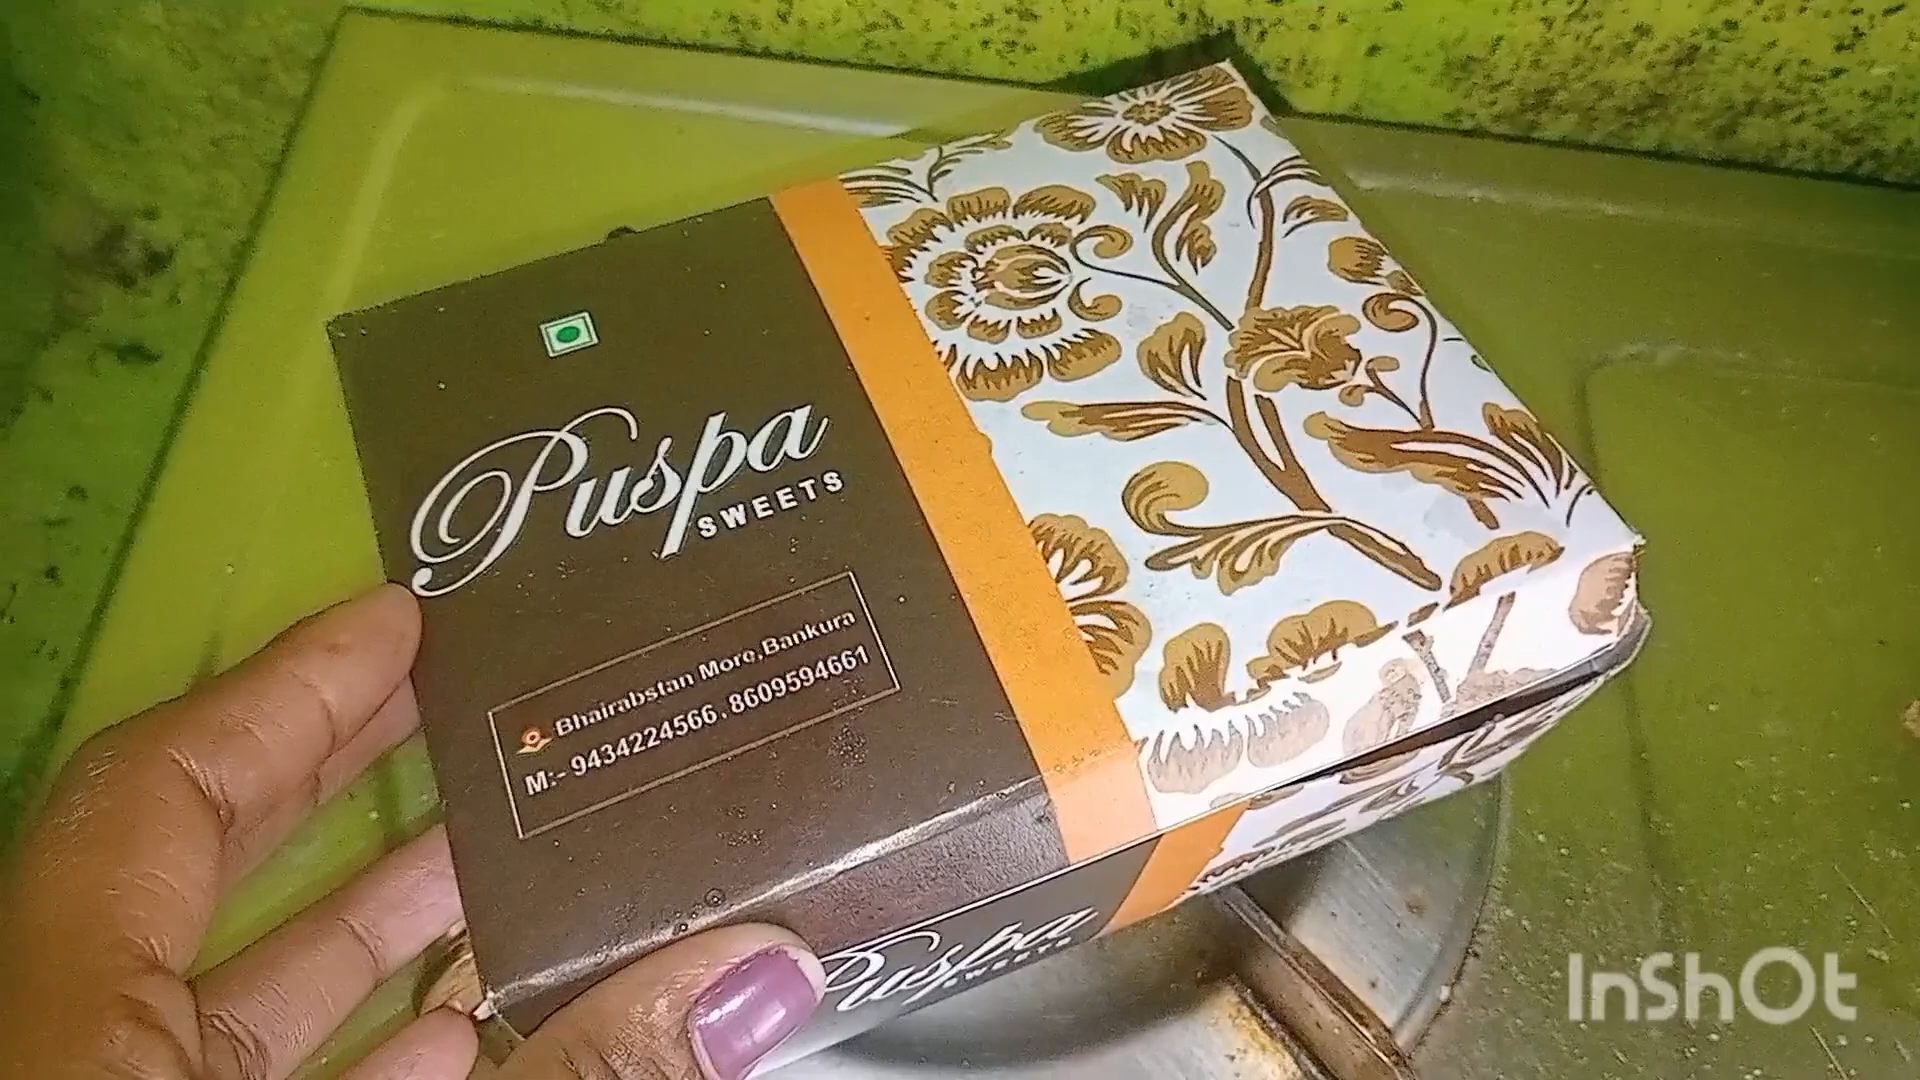 Puspa
SWEETS
Bhairabstan More,Bankura
M:- 9434224566.8609594661
Puspa
SWEETS
InShOt